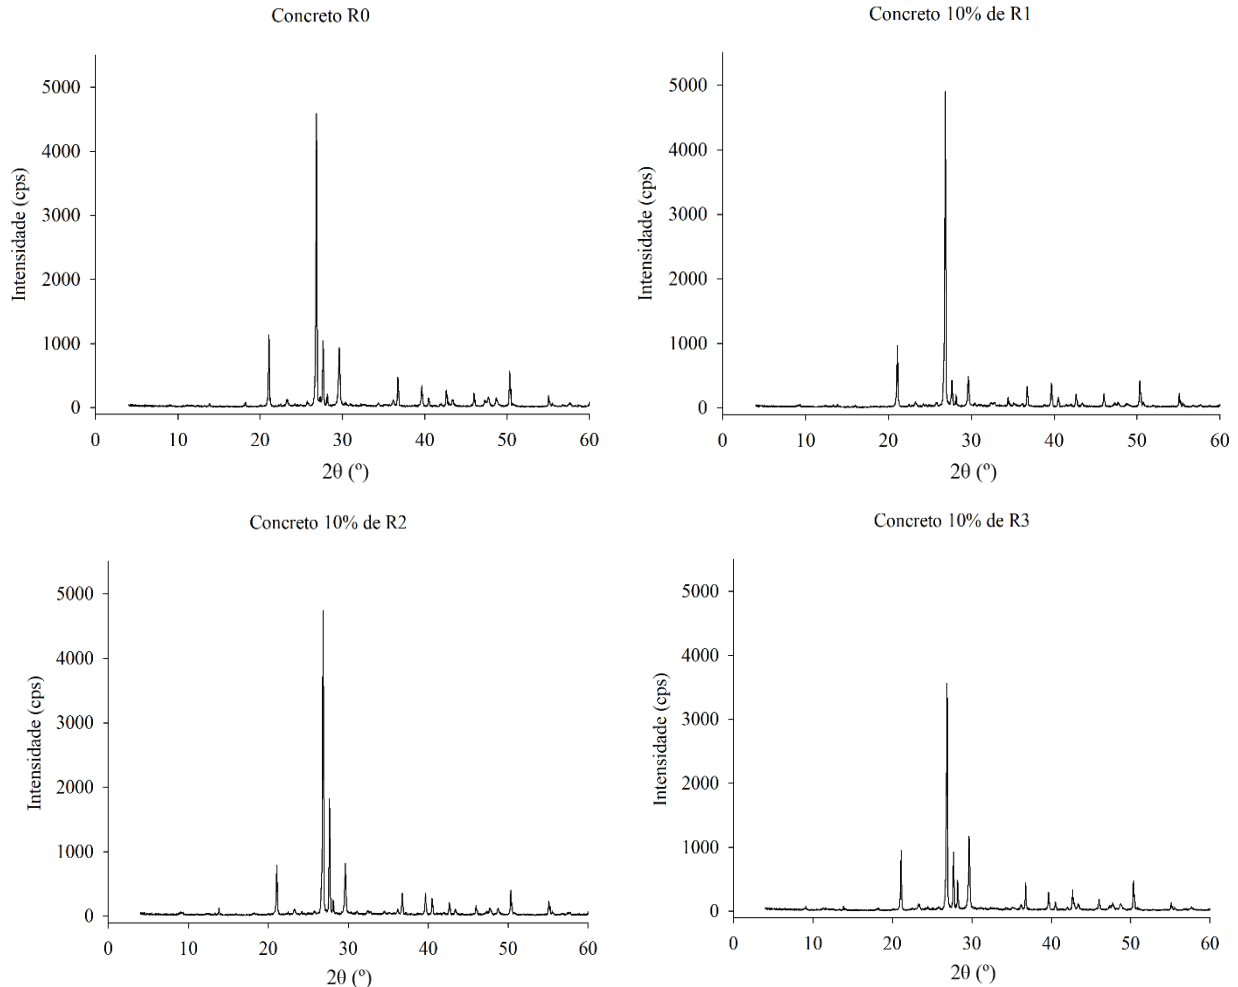 Concreto R0
5000
4000
3000
2000
1000
0
Intensidade (cps)
0 10 20 30 40 50 60
2θ (º)
Concreto 10% de R1
5000
4000
3000
2000
1000
0
Intensidade (cps)
0 10 20 30 40 50 60
2θ (º)
Concreto 10% de R2
5000
4000
3000
2000
1000
0
Intensidade (cps)
0 10 20 30 40 50 60
2θ (º)
Concreto 10% de R3
5000
4000
3000
2000
1000
0
Intensidade (cps)
0 10 20 30 40 50 60
2θ (º)